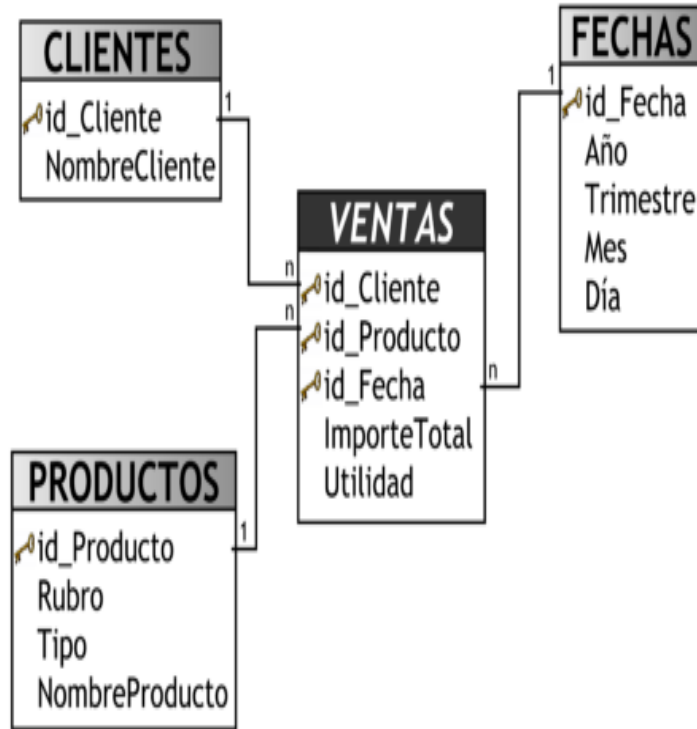 CLIENTES
id_Cliente
NombreCliente
1
FECHAS
1
id_Fecha
Año
Trimestre
Mes
Día
VENTAS
n
id_Cliente
n
id_Producto
id_Fecha
n
ImporteTotal
Utilidad
PRODUCTOS
id_Producto
1
Rubro
Tipo
NombreProducto